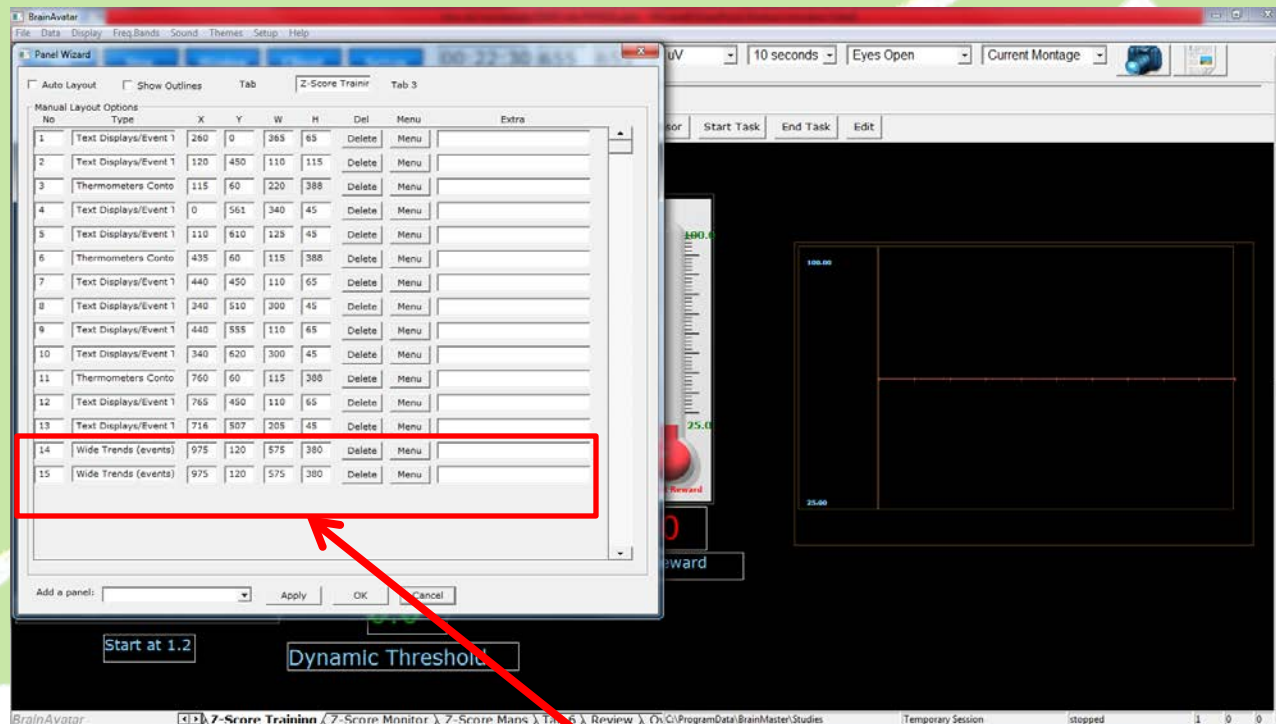 BrainAvatar
File Data Display Freq.Bands Sound Themes Setup Help
Panel Wizard
uV 10 seconds Eyes Open Current Montage
Auto Layout Show Outlines Tab Z-Score Trainir Tab 3
Start Task End Task Edit
Manual Layout Options
No Type X Y W H Del Menu Extra
1 Text Displays/Event T 260 0 365 65 Delete Menu
2 Text Displays/Event T 120 450 110 115 Delete Menu
3 Thermometers Conto 115 60 220 388 Delete Menu
4 Text Displays/Event T 0 561 340 45 Delete Menu
5 Text Displays/Event T 110 610 125 45 Delete Menu
6 Thermometers Conto 435 60 115 388 Delete Menu
7 Text Displays/Event T 440 450 110 65 Delete Menu
8 Text Displays/Event T 340 510 300 45 Delete Menu
9 Text Displays/Event T 440 555 110 65 Delete Menu
10 Text Displays/Event T 340 620 300 45 Delete Menu
11 Thermometers Conto 760 60 115 388 Delete Menu
12 Text Displays/Event T 765 450 110 65 Delete Menu
13 Text Displays/Event T 716 507 205 45 Delete Menu
14 Wide Trends (events) 975 120 575 380 Delete Menu
15 Wide Trends (events) 975 120 575 380 Delete Menu
Add a panel: Apply OK Cancel
100.0
25.0
Reward
0
eward
100.00
25.00
Start at 1.2
Dynamic Threshold
BrainAvatar Z-Score Training Z-Score Monitor Z-Score Maps Tab 6 Review C:\ProgramData\BrainMaster\Studies Temporary Session stopped 1 0 0